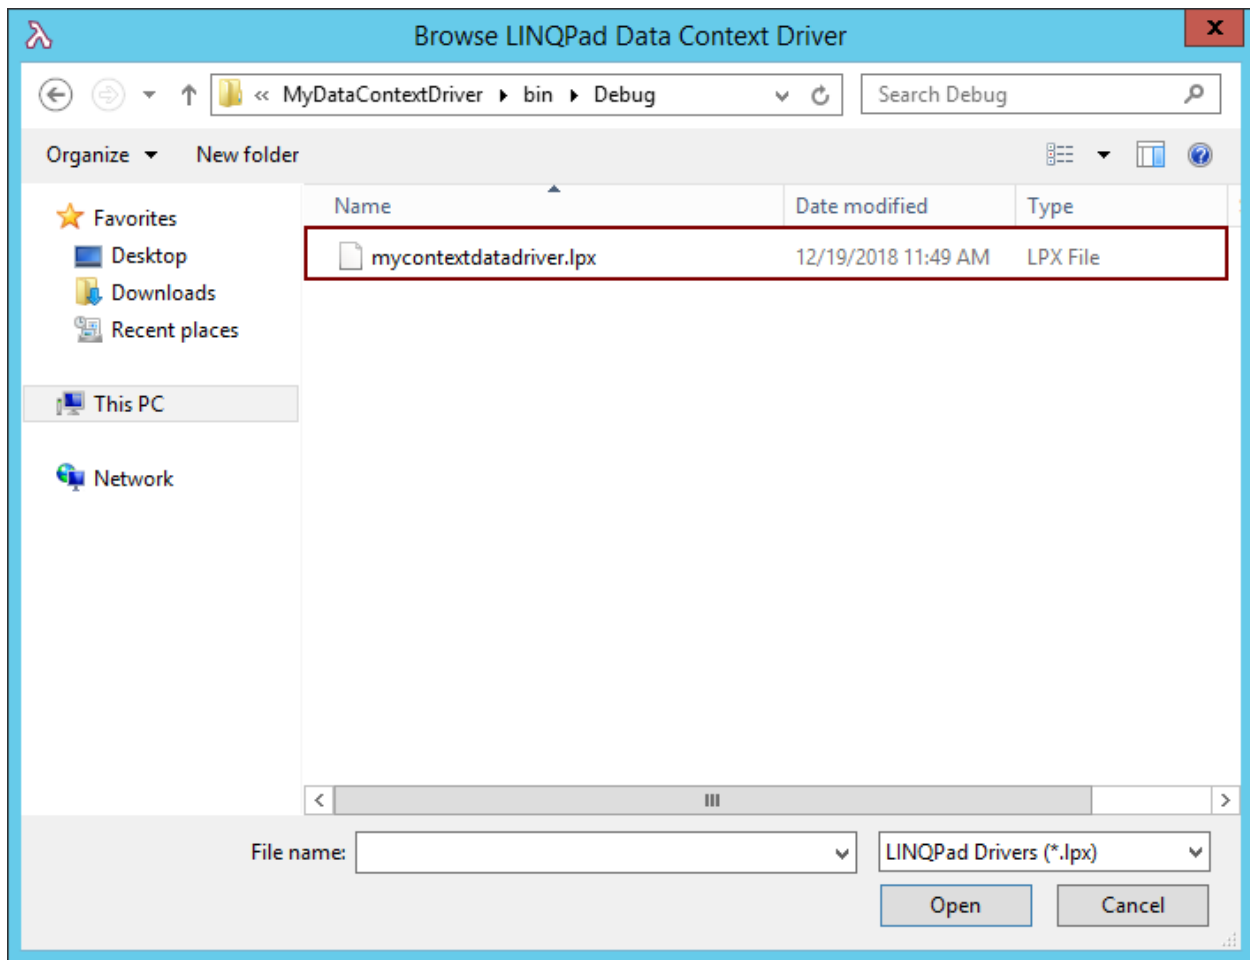 Browse LINQPad Data Context Driver
x
« MyDataContextDriver bin Debug
Search Debug
Organize
New folder
Name
Date modified
Type
Favorites
Desktop
Downloads
Recent places
This PC
Network
mycontextdatadriver.lpx 12/19/2018 11:49 AM LPX File
File name:
LINQPad Drivers (*.lpx)
Open
Cancel